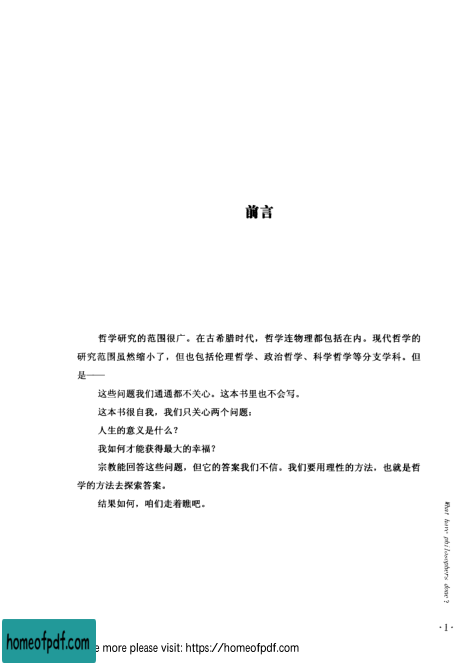 前言
哲学研究的范围很广。在古希腊时代，哲学连物理都包括在内。现代哲学的
研究范围虽然缩小了，但也包括伦理哲学、政治哲学、科学哲学等分支学科。但
是——
这些问题我们通通都不关心。这本书里也不会写。
这本书很自我，我们只关心两个问题：
人生的意义是什么？
我如何才能获得最大的幸福？
宗教能回答这些问题，但它的答案我们不信。我们要用理性的方法，也就是哲
学的方法去探索答案。
结果如何，咱们走着瞧吧。
What have philosophers done?
·1·
homeofpdf.com
e more please visit: https://homeofpdf.com